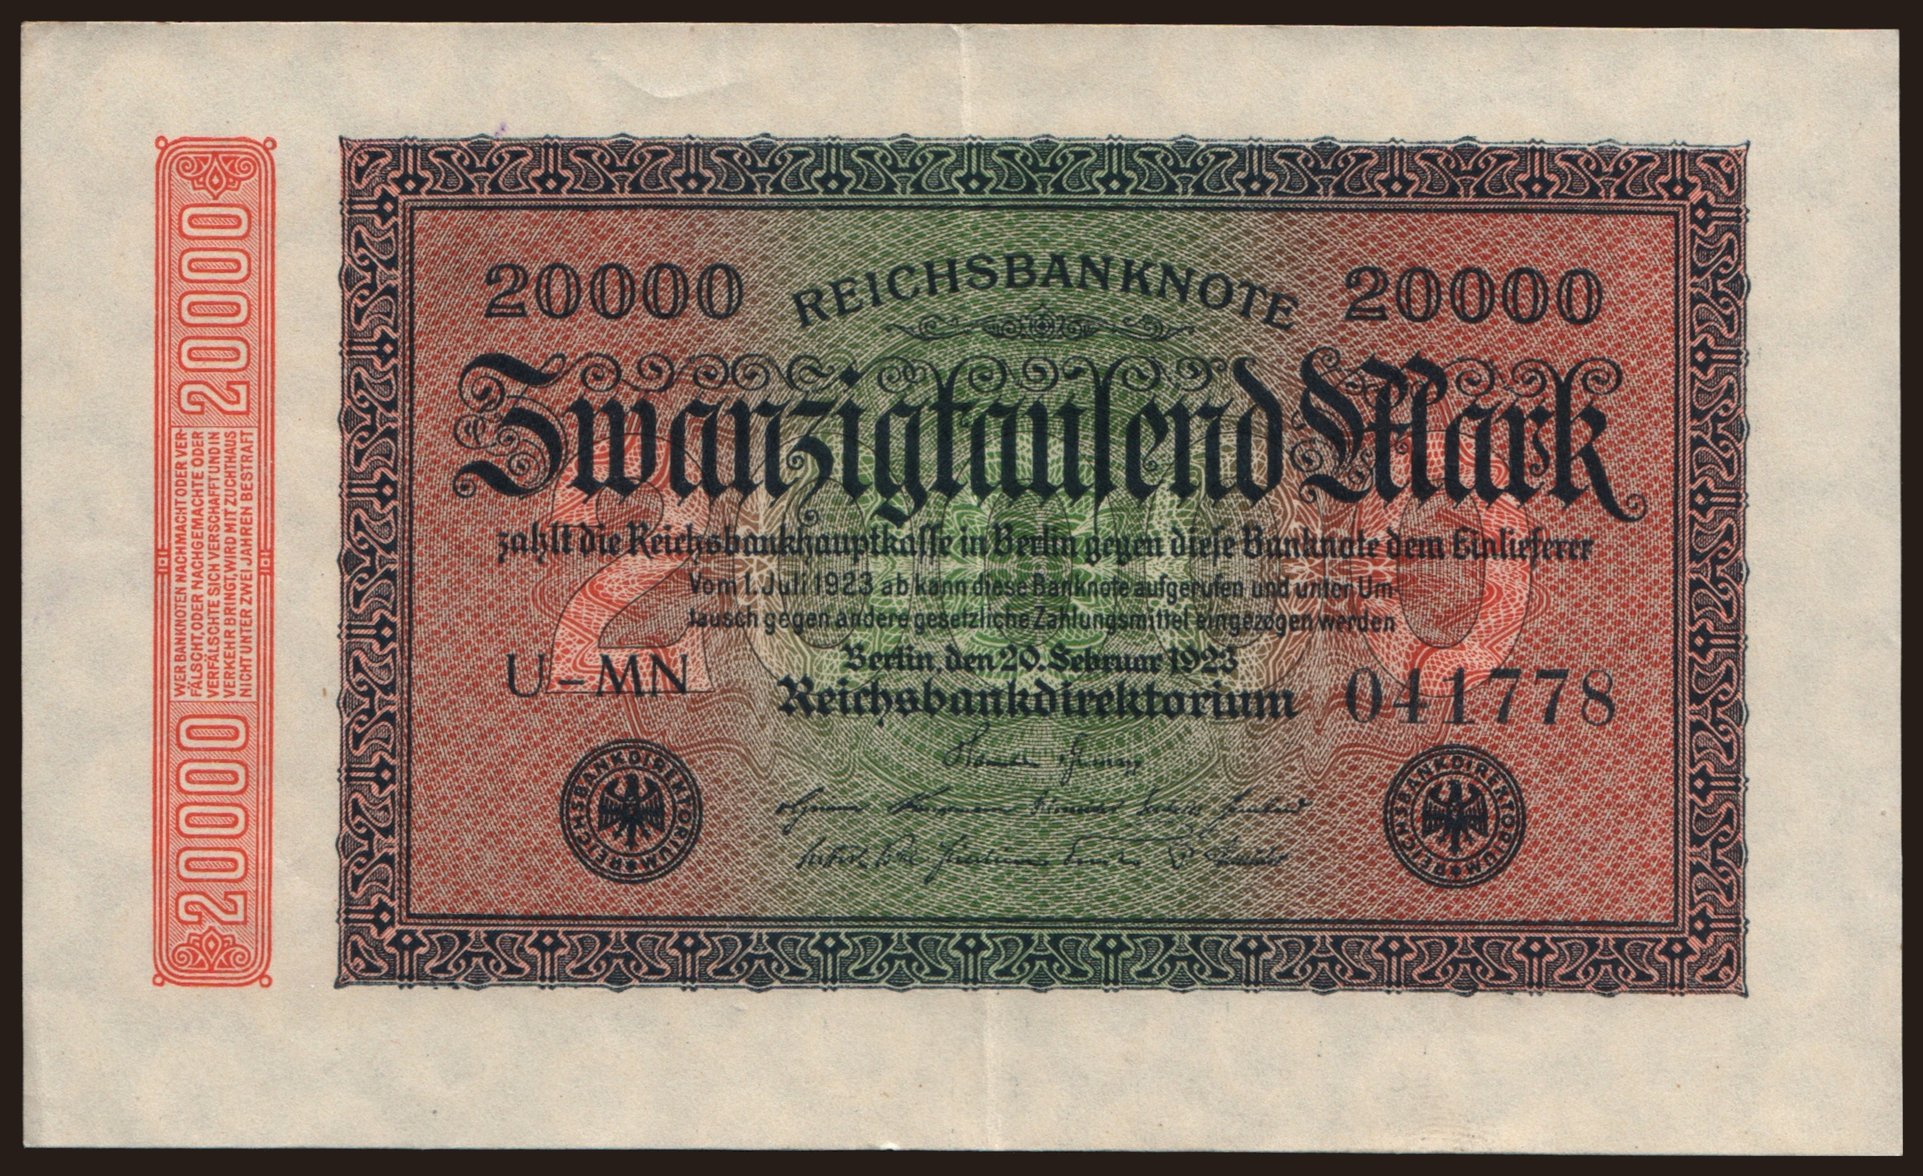 20000
WER BANKNOTEN NACHMACHT ODER VER-
FÄLSCHT, ODER NACHGEMACHTE ODER
VERFÄLSCHTE SICH VERSCHAFFT UND IN
VERKEHR BRINGT, WIRD MIT ZUCHTHAUS
NICHT UNTER ZWEI JAHREN BESTRAFT
20000
20000 REICHSBANKNOTE 20000
Zwanzigtausend Mark
zahlt die Reichsbankhauptkasse in Berlin gegen diese Banknote dem Einlieferer
Vom 1. Juli 1923 ab kann diese Banknote aufgerufen und unter Um-
tausch gegen andere gesetzliche Zahlungsmittel eingezogen werden
Berlin, den 20. Februar 1923
U-MN Reichsbankdirektorium 041778
REICHSBANKDIREKTORIUM
REICHSBANKDIREKTORIUM
20000